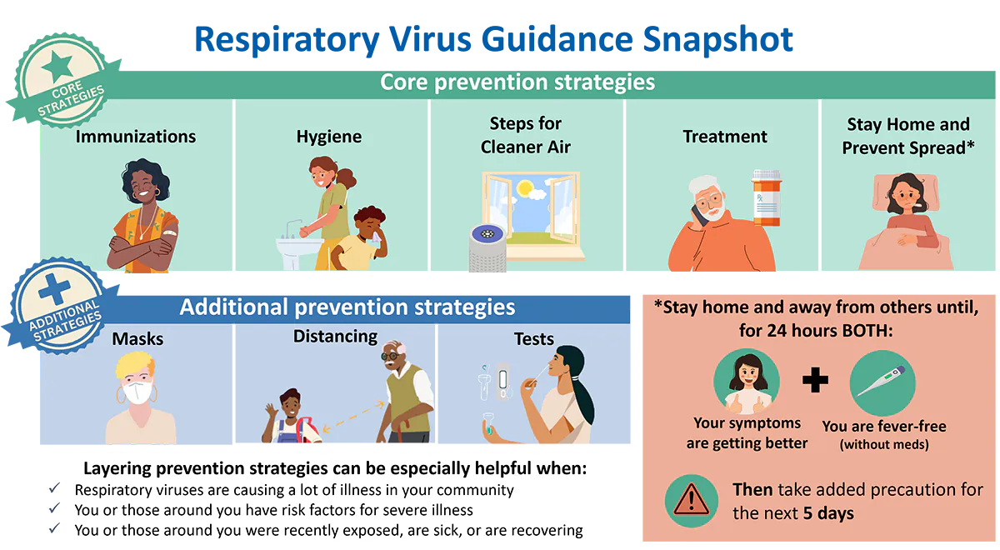 Respiratory Virus Guidance Snapshot
CORE
STRATEGIES
Core prevention strategies
Immunizations
Hygiene
Steps for
Cleaner Air
Treatment
Rx
Stay Home and
Prevent Spread*
ADDITIONAL
STRATEGIES
Additional prevention strategies
Masks
Distancing
Tests
Layering prevention strategies can be especially helpful when:
✓ Respiratory viruses are causing a lot of illness in your community
✓ You or those around you have risk factors for severe illness
✓ You or those around you were recently exposed, are sick, or are recovering
*Stay home and away from others until,
for 24 hours BOTH:
Your symptoms
are getting better
+
You are fever-free
(without meds)
Then take added precaution for
the next 5 days